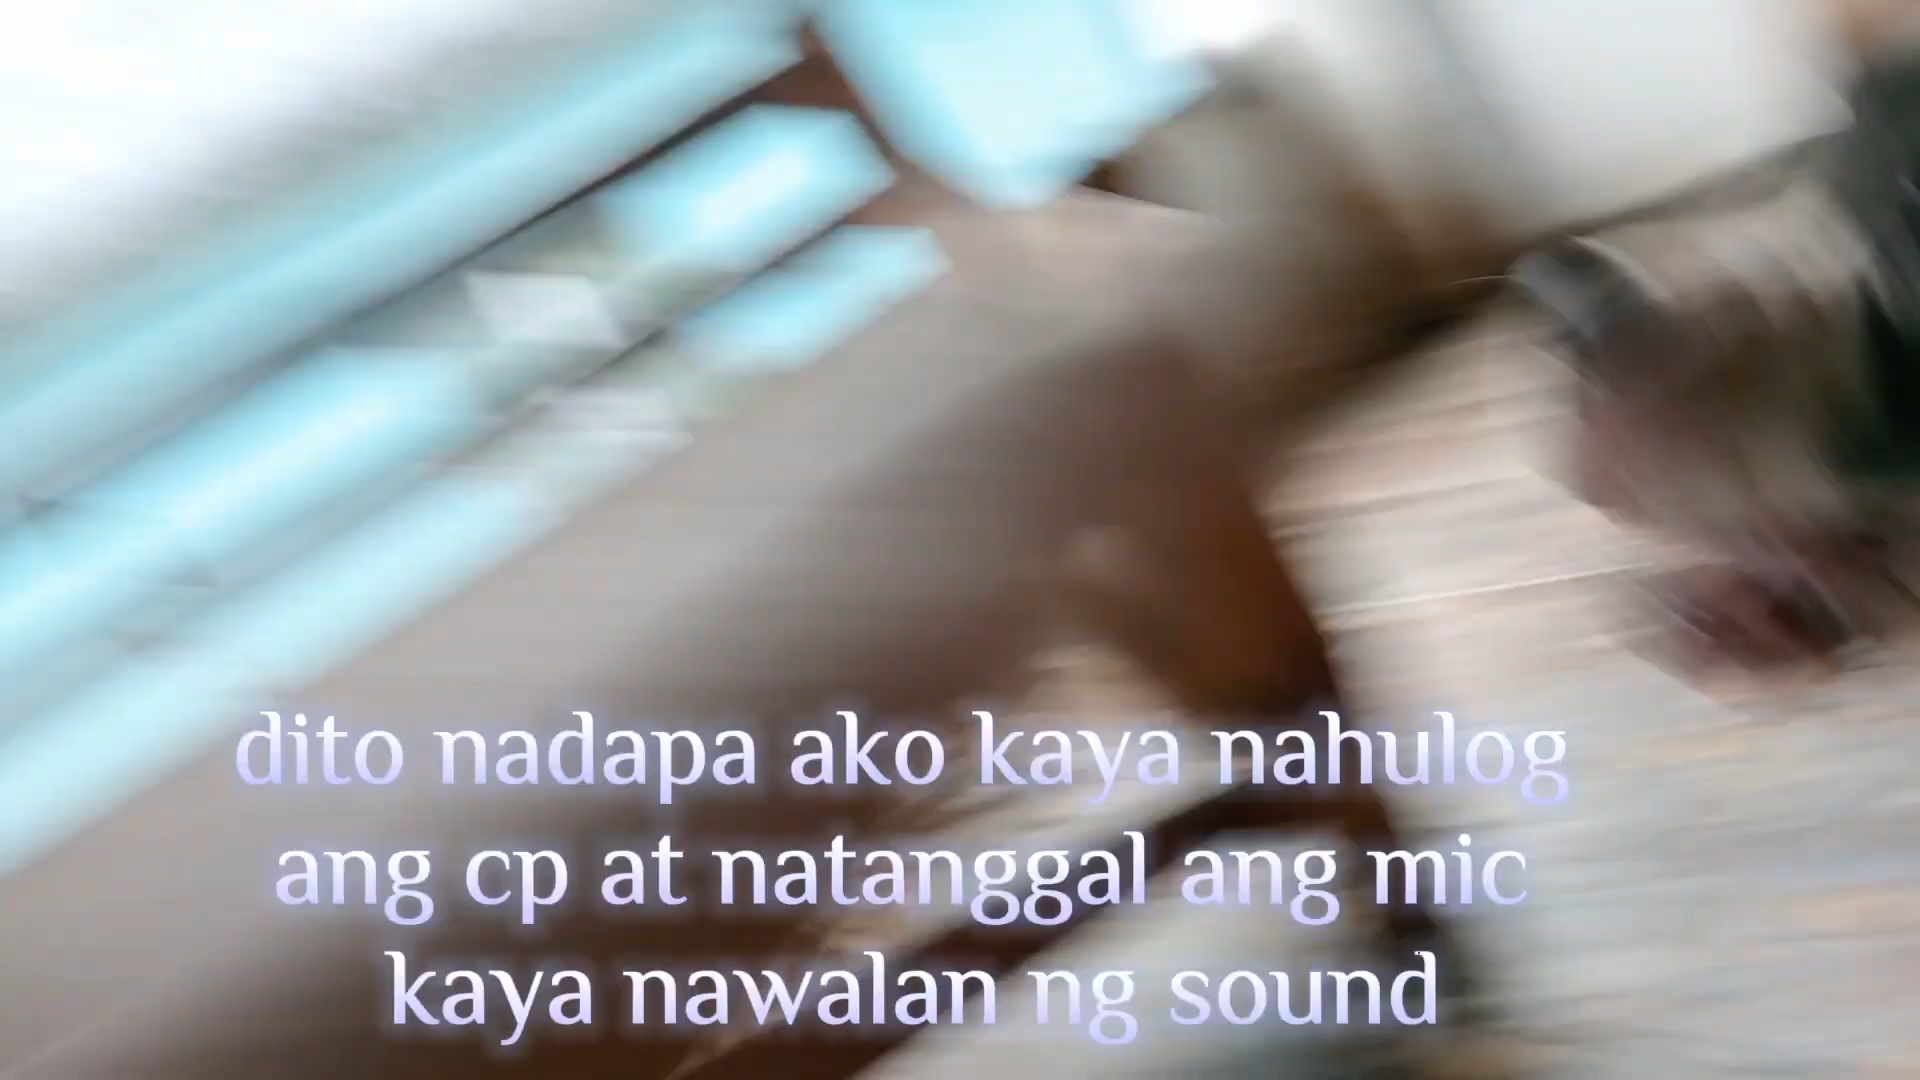 dito nadapa ako kaya nahulog
ang cp at natanggal ang mic
kaya nawalan ng sound